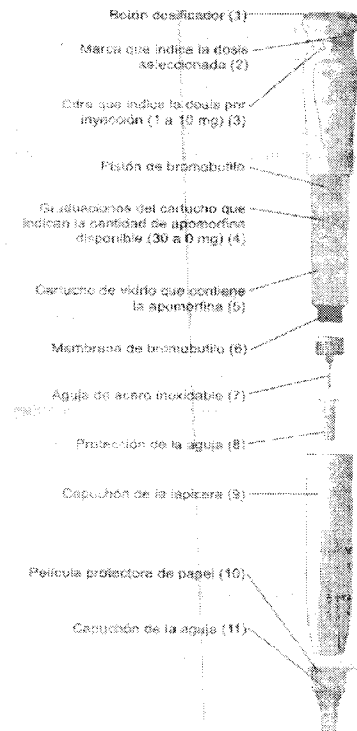 Botón dosificador (1)
Marca que indica la dosis
seleccionada (2)
Cifra que indica la dosis por
inyección (1 a 10 mg) (3)
Pistón de bromobutilo
Graduaciones del cartucho que
indican la cantidad de apomorfina
disponible (30 a 0 mg) (4)
Cartucho de vidrio que contiene
la apomorfina (5)
Membrana de bromobutilo (6)
Aguja de acero inoxidable (7)
Protección de la aguja (8)
Capuchón de la lapicera (9)
Película protectora de papel (10)
Capuchón de la aguja (11)